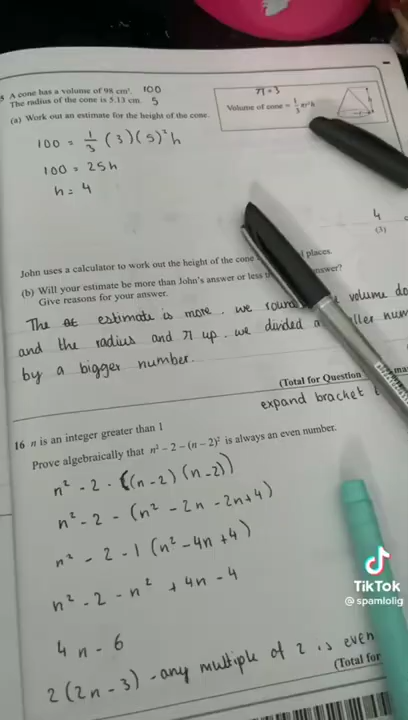 5 A cone has a volume of 98 cm³. 100
The radius of the cone is 5.13 cm. 5
π = 3
Volume of cone = 1/3 πr²h
(a) Work out an estimate for the height of the cone.
100 = 1/3 (3)(5)² h
100 = 25h
h = 4
4
(3)
John uses a calculator to work out the height of the cone places.
(b) Will your estimate be more than John's answer or less answer?
Give reasons for your answer.
The estimate is more. we volume
and the radius and π up. we divided a
by a bigger number.
(Total for Question
expand bracket
16 n is an integer greater than 1
Prove algebraically that n² – 2 – (n – 2)² is always an even number.
n² - 2 - ((n-2)(n-2))
n² - 2 - (n² - 2n - 2n + 4)
n² - 2 - 1 (n² - 4n + 4)
n² - 2 - n² + 4n - 4
4n - 6
2(2n - 3) - any multiple of 2 is even
(Total for
TikTok
@spamlolig